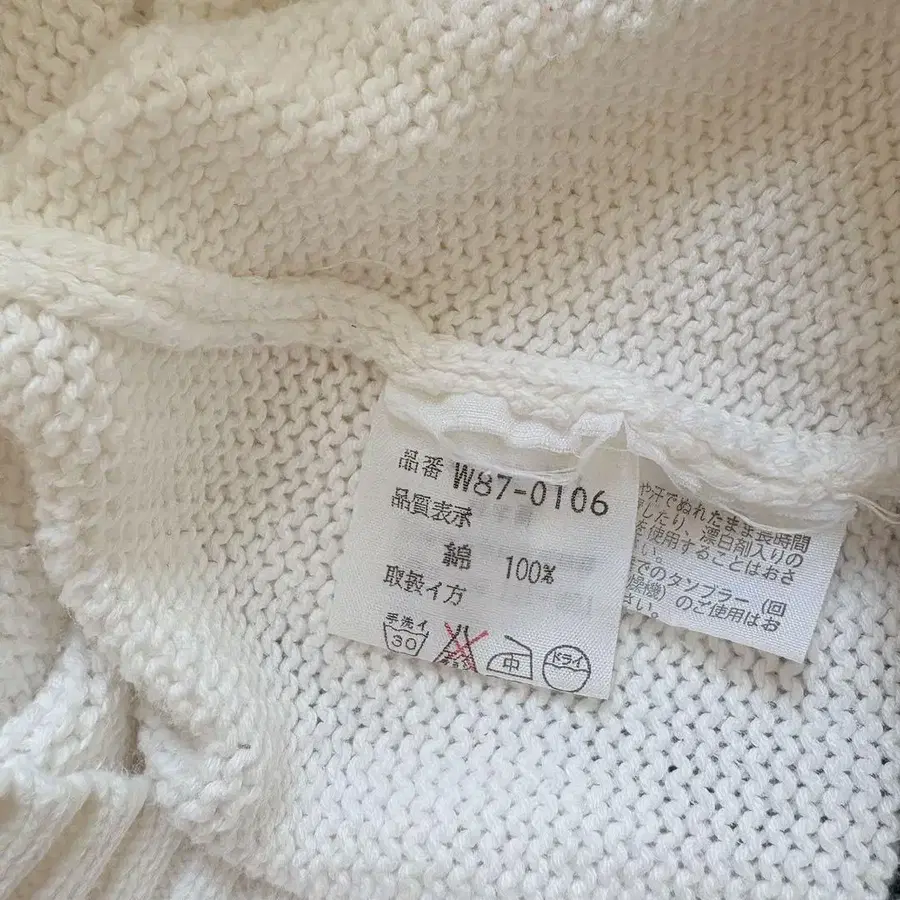 品番 W87-0106
品質表示
綿 100%
取扱イ方
手洗イ
30
中
ドライ
や汗でぬれたまま長時間
したり、漂白剤入りの
を使用することはおさ
さい。
でのタンブラー（回
燥機）のご使用はお
さい。